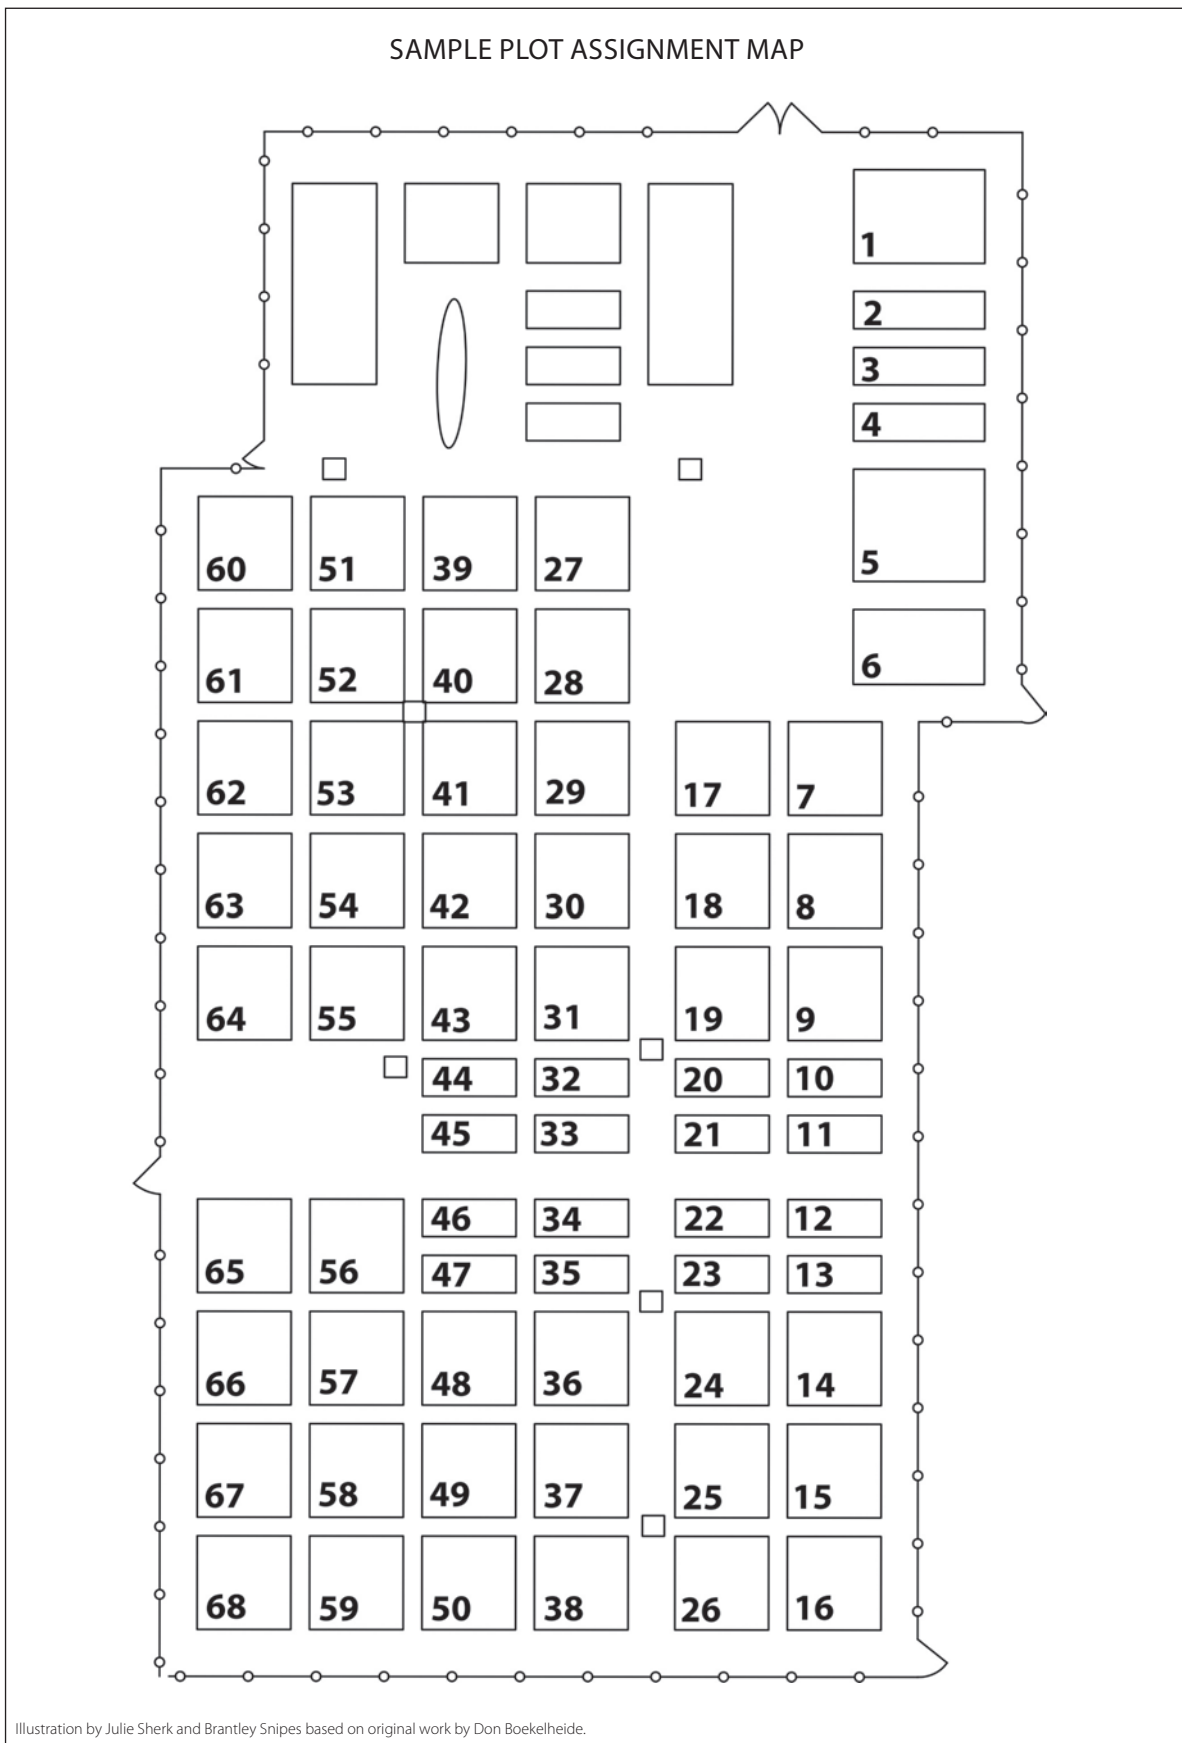 SAMPLE PLOT ASSIGNMENT MAP
1
2
3
4
60 51 39 27 5
61 52 40 28 6
62 53 41 29 17 7
63 54 42 30 18 8
64 55 43 31 19 9
44 32 20 10
45 33 21 11
46 34 22 12
65 56 47 35 23 13
66 57 48 36 24 14
67 58 49 37 25 15
68 59 50 38 26 16
Illustration by Julie Sherk and Brantley Snipes based on original work by Don Boekelheide.